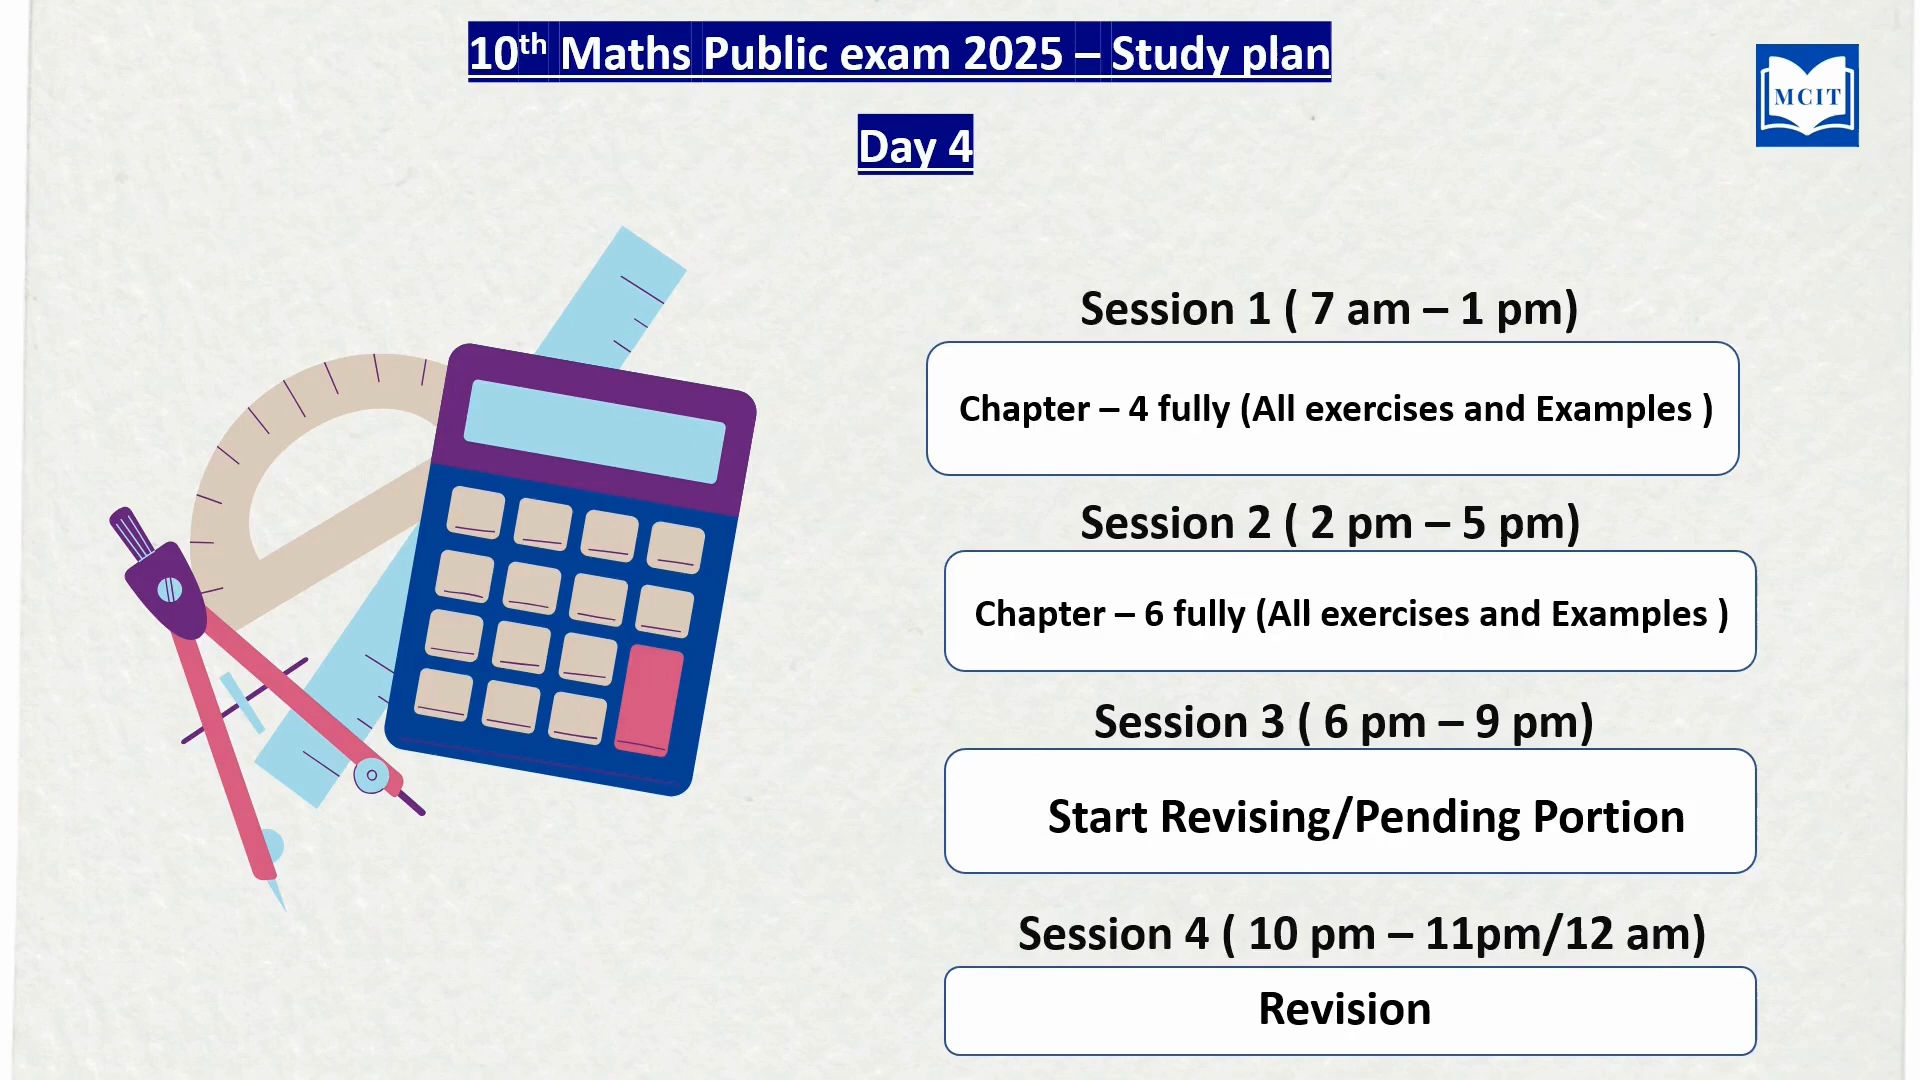 10th Maths Public exam 2025 – Study plan
Day 4
MCIT
Session 1 ( 7 am – 1 pm)
Chapter – 4 fully (All exercises and Examples )
Session 2 ( 2 pm – 5 pm)
Chapter – 6 fully (All exercises and Examples )
Session 3 ( 6 pm – 9 pm)
Start Revising/Pending Portion
Session 4 ( 10 pm – 11pm/12 am)
Revision